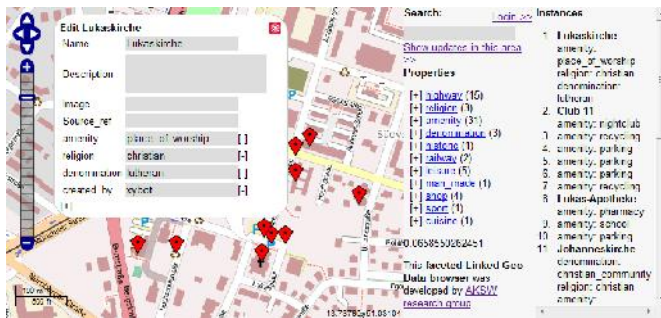 Edit Lukaskirche
Name Lukaskirche
Description
Image
Source_ref
amenity place_of_worship
religion christian [-]
denomination lutheran [-]
created_by xybot [-]
[+]
100 m
500 ft
Search: Login >>
Show updates in this area
>>
Properties
[+] highway (15)
[+] religion (3)
[+] amenity (31)
[+] denomination (3)
[+] historic (1)
[+] railway (2)
[+] leisure (5)
[+] man_made (1)
[+] shop (4)
[+] sport (1)
[+] cuisine (1)
This faceted Linked Geo
Data browser was
developed by AKSW
research group
Instances
1. Lukaskirche
amenity:
place_of_worship
religion: christian
denomination:
lutheran
2. Club 11
amenity: nightclub
3. amenity: recycling
4. amenity: parking
5. amenity: parking
6. amenity: parking
7. amenity: recycling
8. Lukas-Apotheke
amenity: pharmacy
9. amenity: school
10. amenity: parking
11. Johanneskirche
denomination:
christian_community
religion: christian
amenity: